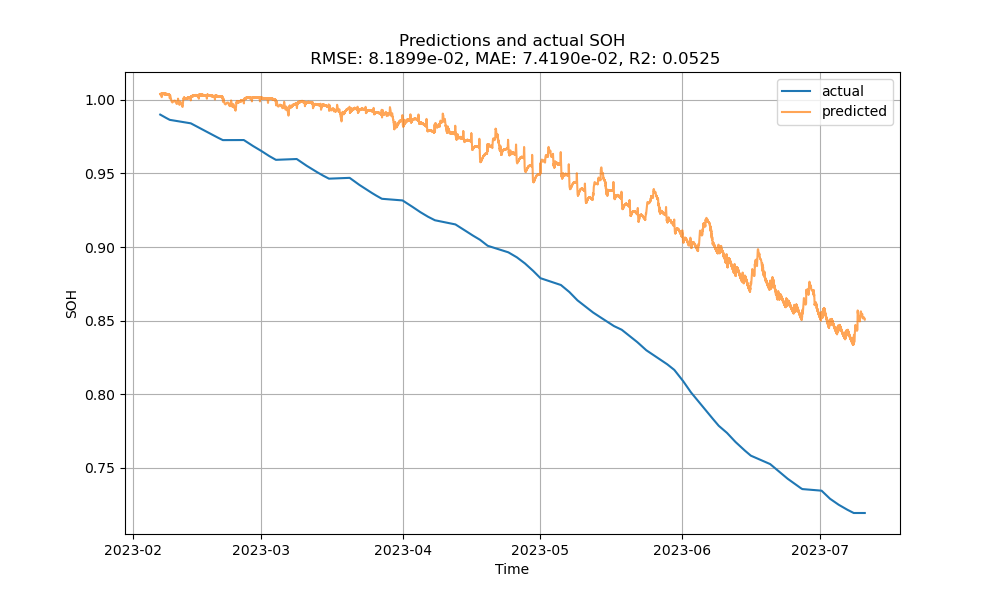 Predictions and actual SOH
RMSE: 8.1899e-02, MAE: 7.4190e-02, R2: 0.0525
actual
predicted
1.00
0.95
0.90
0.85
0.80
0.75
SOH
2023-02 2023-03 2023-04 2023-05 2023-06 2023-07
Time